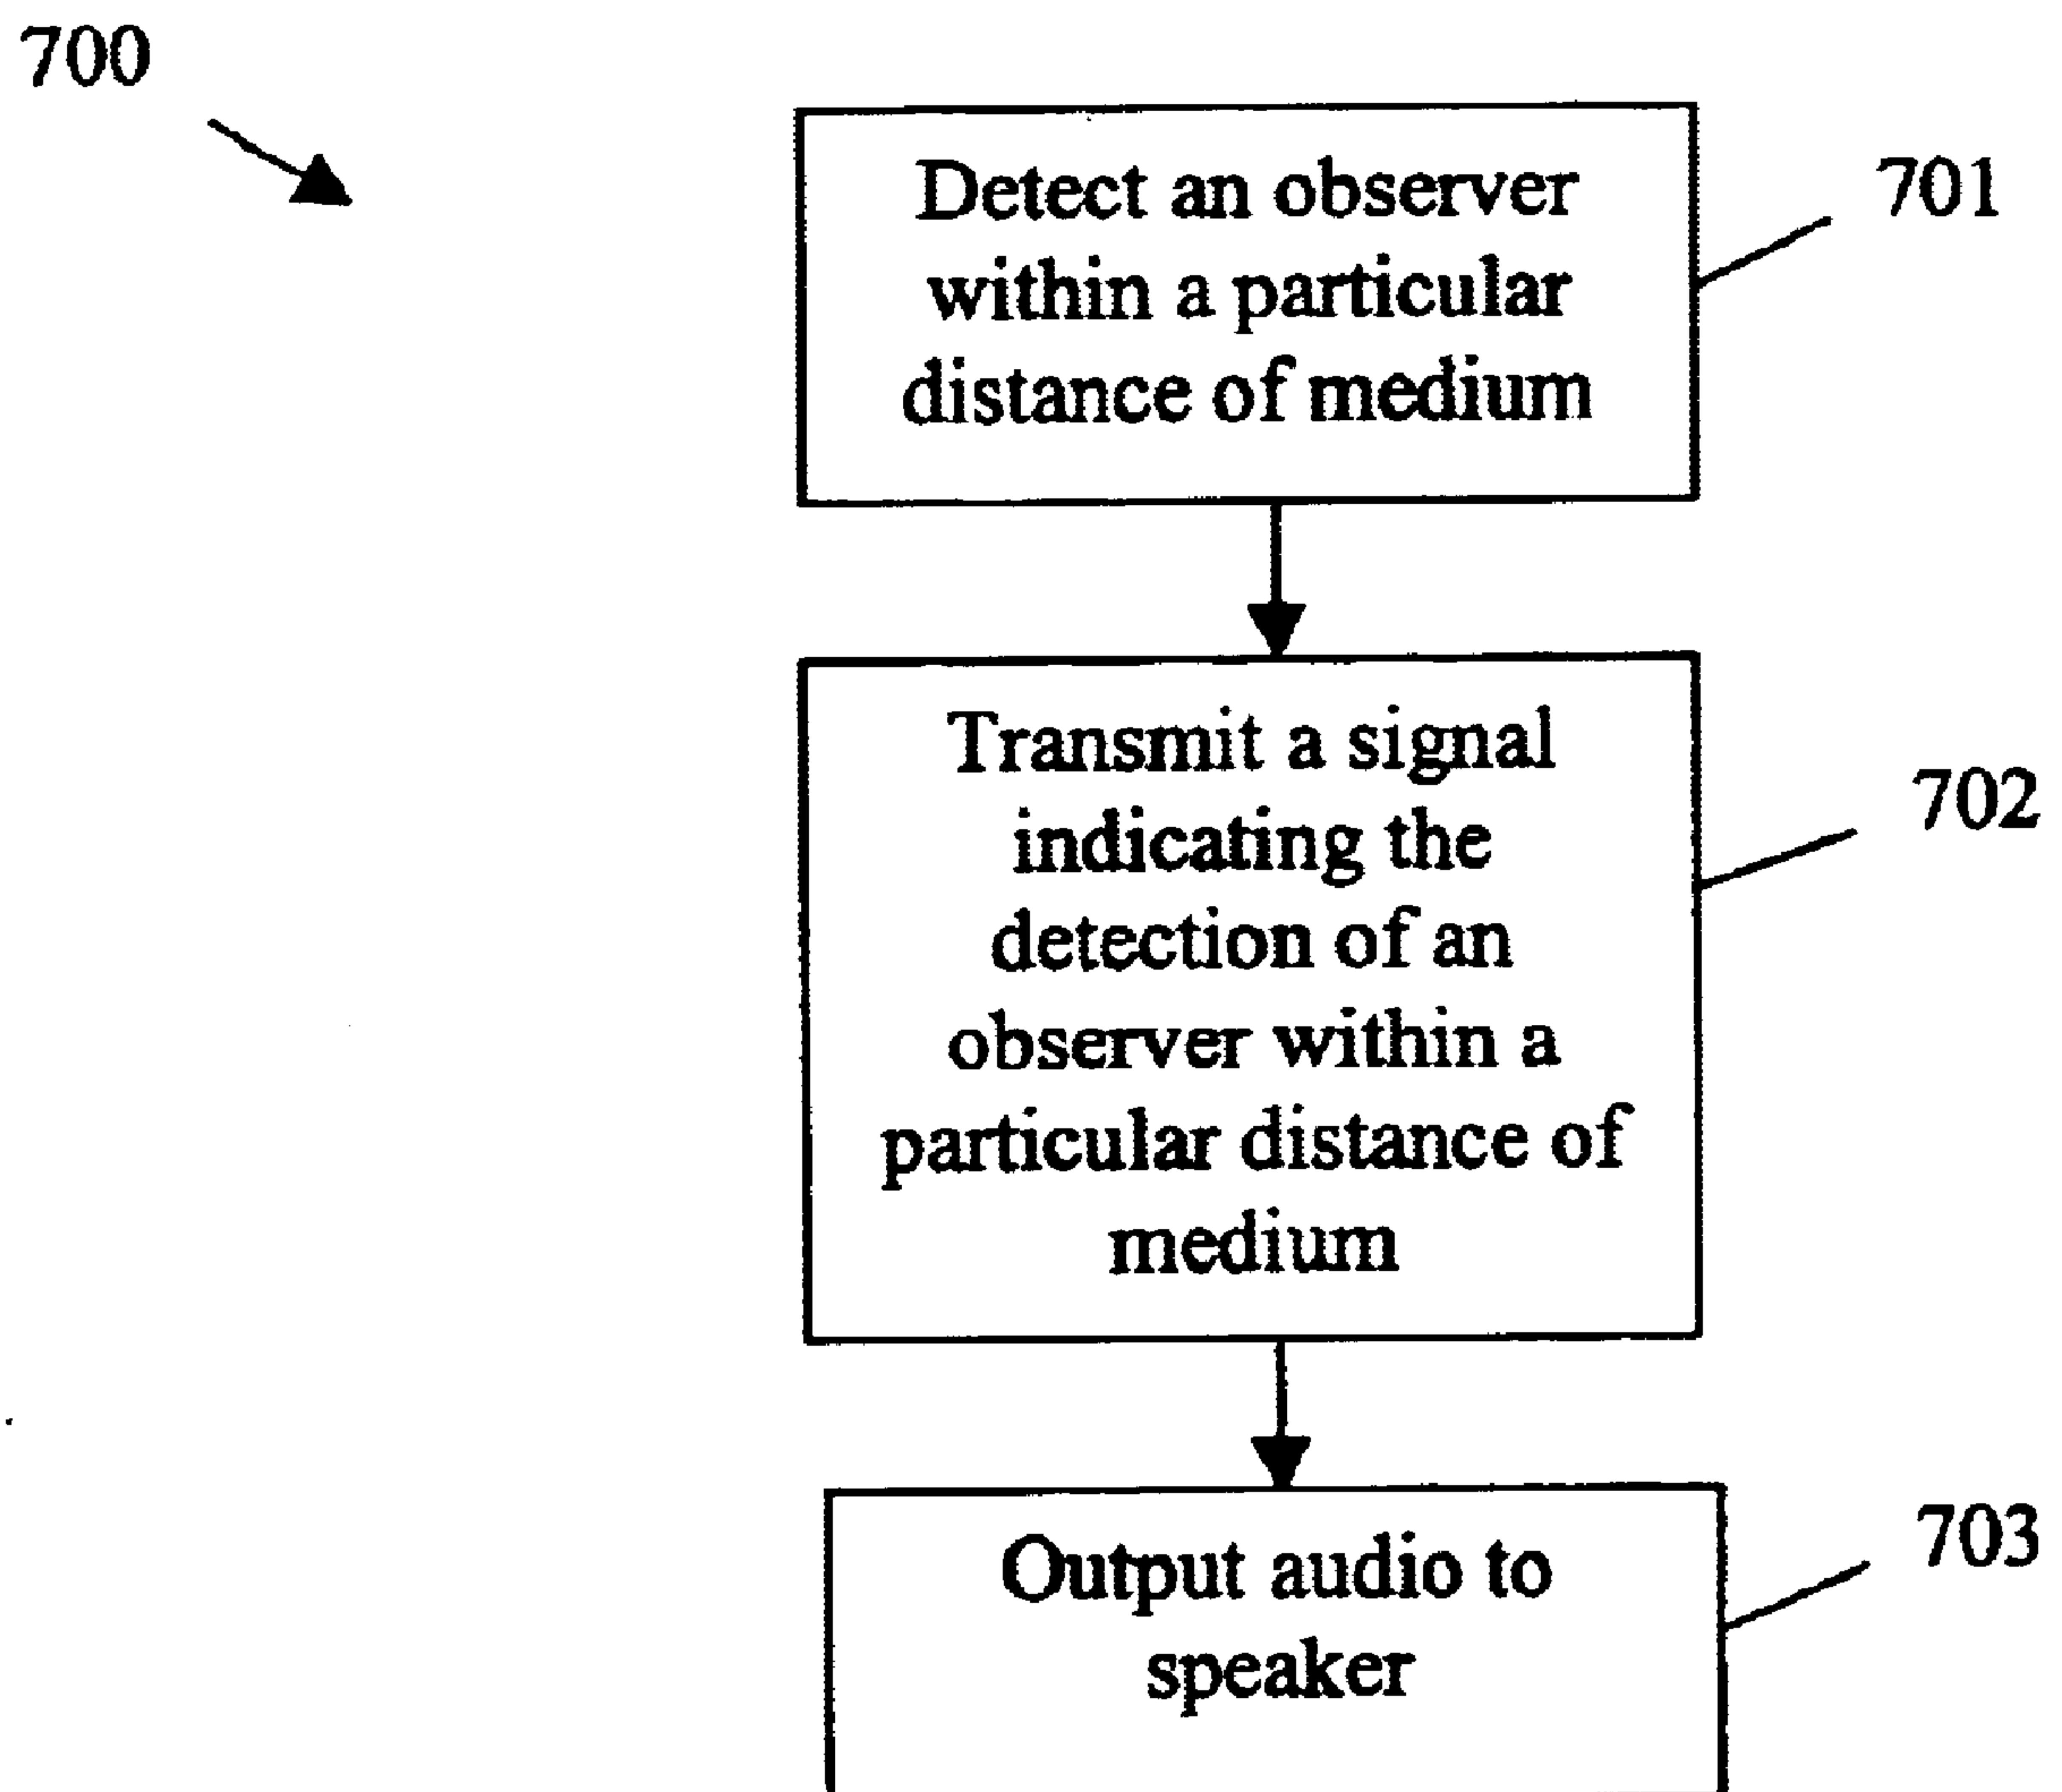 700
Detect an observer
within a particular
distance of medium
701
Transmit a signal
indicating the
detection of an
observer within a
particular distance of
medium
702
Output audio to
speaker
703